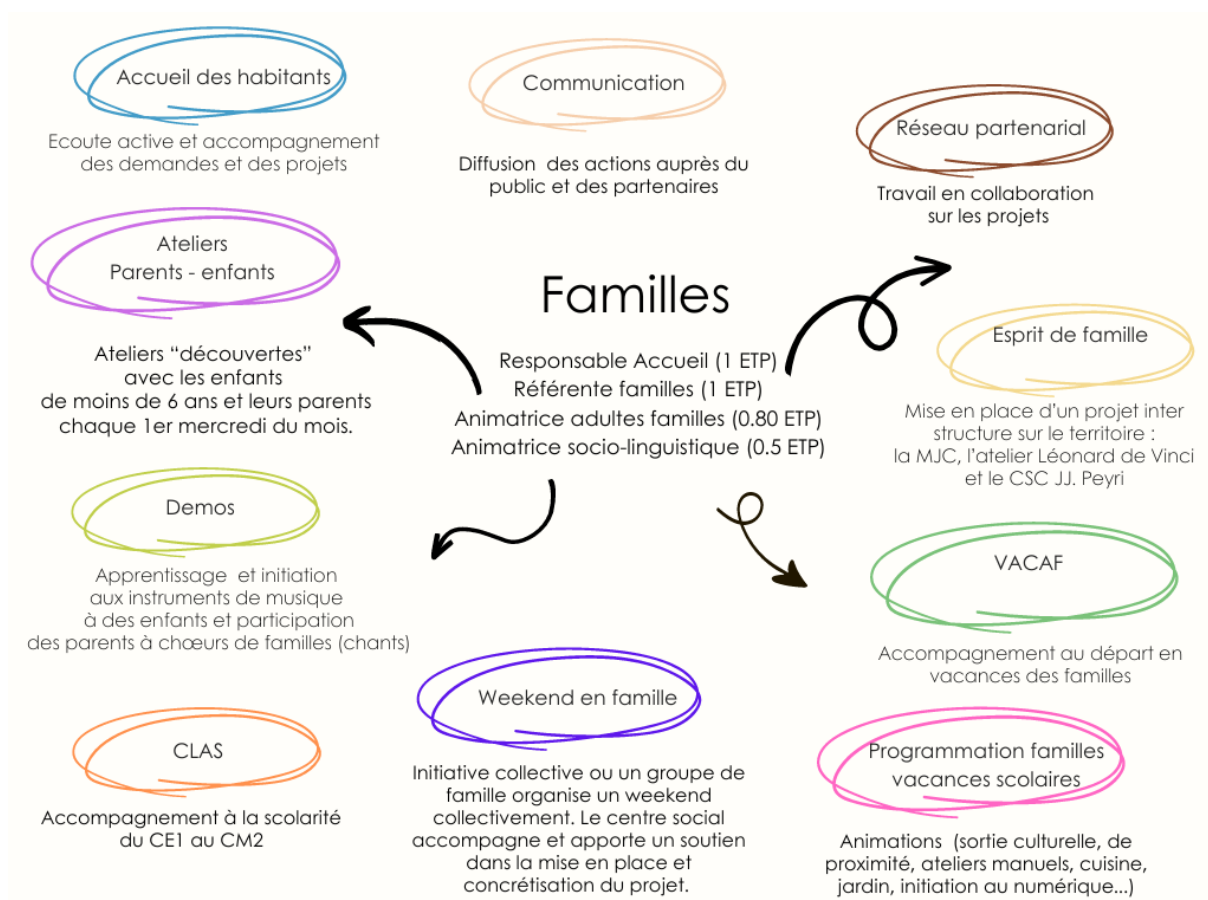 Accueil des habitants
Ecoute active et accompagnement
des demandes et des projets
Communication
Diffusion des actions auprès du
public et des partenaires
Réseau partenarial
Travail en collaboration
sur les projets
Ateliers
Parents - enfants
Ateliers “découvertes”
avec les enfants
de moins de 6 ans et leurs parents
chaque 1er mercredi du mois.
Familles
Responsable Accueil (1 ETP)
Référente familles (1 ETP)
Animatrice adultes familles (0.80 ETP)
Animatrice socio-linguistique (0.5 ETP)
Esprit de famille
Mise en place d'un projet inter
structure sur le territoire :
la MJC, l'atelier Léonard de Vinci
et le CSC JJ. Peyri
Demos
Apprentissage et initiation
aux instruments de musique
à des enfants et participation
des parents à chœurs de familles (chants)
VACAF
Accompagnement au départ en
vacances des familles
CLAS
Accompagnement à la scolarité
du CE1 au CM2
Weekend en famille
Initiative collective ou un groupe de
famille organise un weekend
collectivement. Le centre social
accompagne et apporte un soutien
dans la mise en place et
concrétisation du projet.
Programmation familles
vacances scolaires
Animations (sortie culturelle, de
proximité, ateliers manuels, cuisine,
jardin, initiation au numérique...)